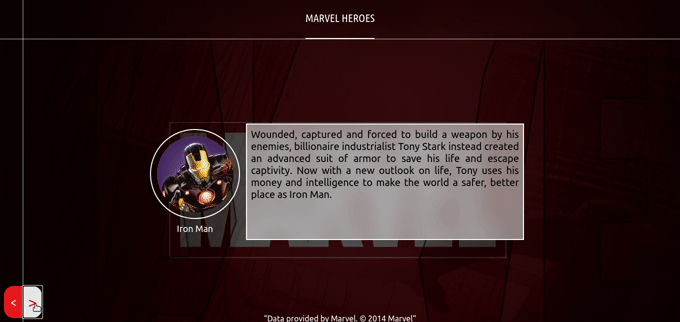 MARVEL HEROES
Wounded, captured and forced to build a weapon by his
enemies, billionaire industrialist Tony Stark instead created
an advanced suit of armor to save his life and escape
captivity. Now with a new outlook on life, Tony uses his
money and intelligence to make the world a safer, better
place as Iron Man.
MARVEL
Iron Man
< >
"Data provided by Marvel. © 2014 Marvel"